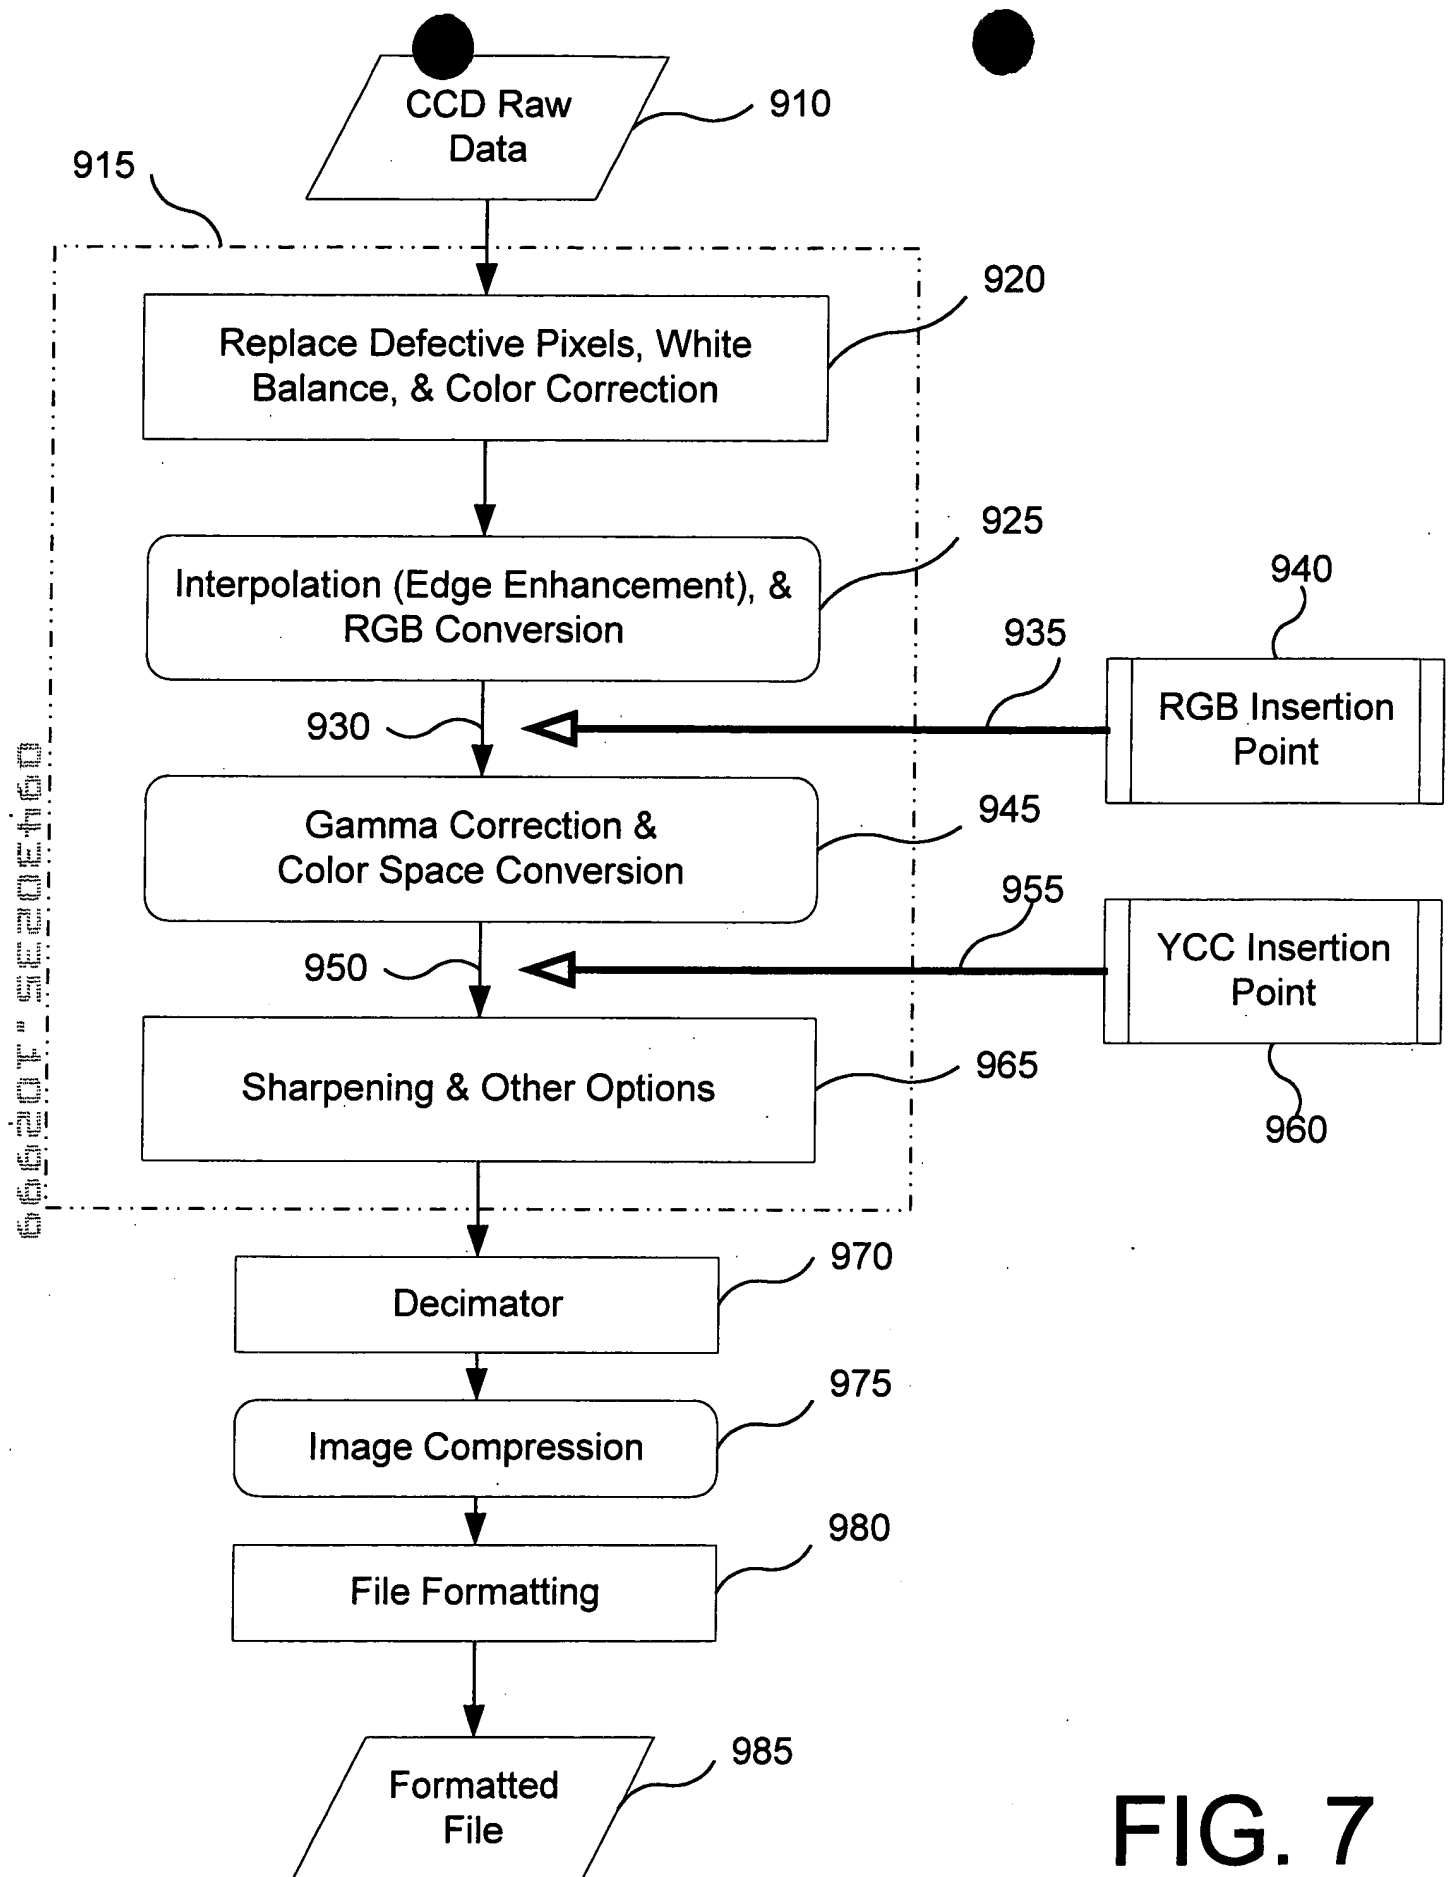 CCD Raw
Data
910
915
920
Replace Defective Pixels, White
Balance, & Color Correction
925
Interpolation (Edge Enhancement), &
RGB Conversion
940
935
930
RGB Insertion
Point
945
Gamma Correction &
Color Space Conversion
955
950
YCC Insertion
Point
965
Sharpening & Other Options
960
970
Decimator
975
Image Compression
980
File Formatting
985
Formatted
File
FIG. 7